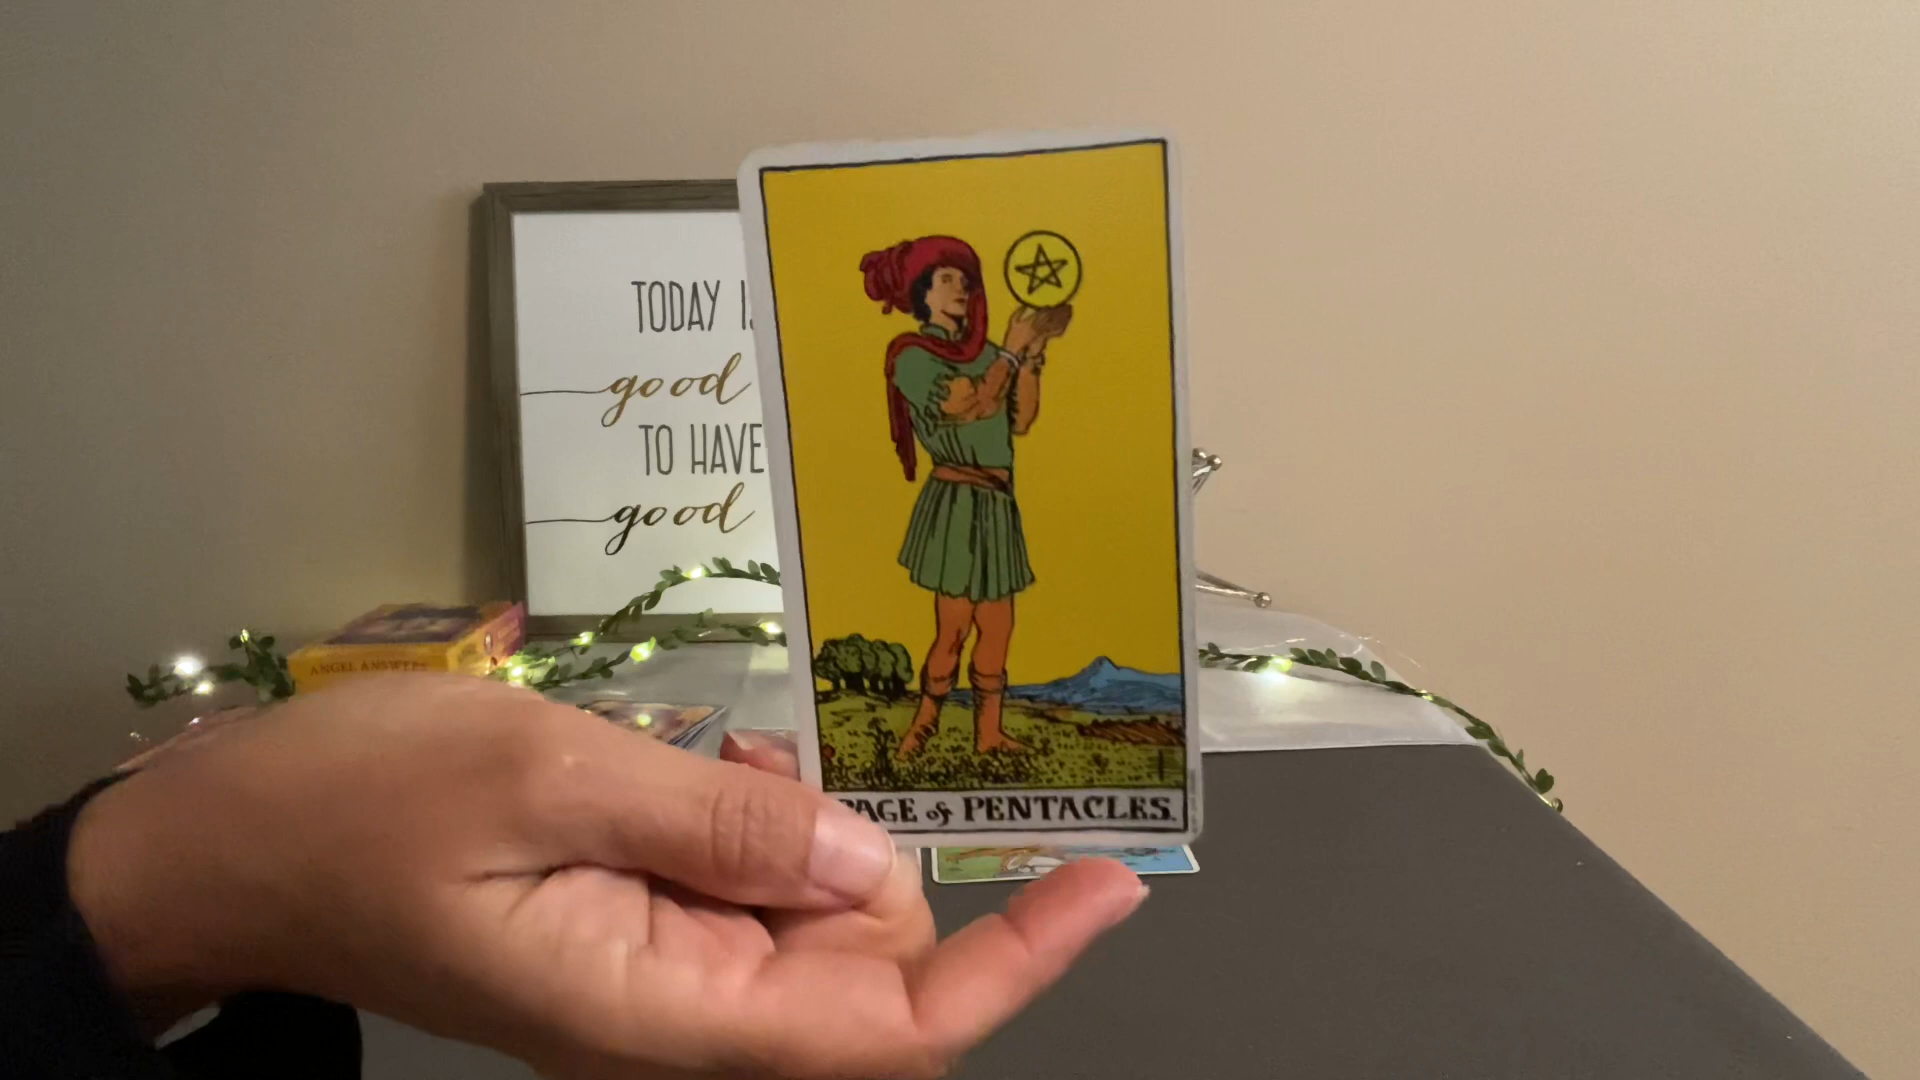 TODAY
good
TO HAVE
good
ANGEL ANSWERS
PAGE of PENTACLES.